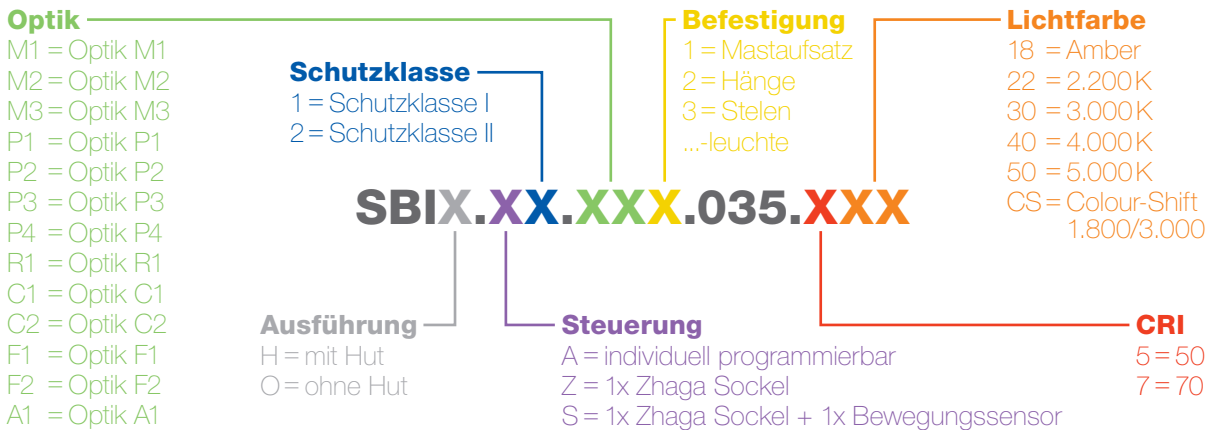 Optik
M1 = Optik M1
M2 = Optik M2
M3 = Optik M3
P1 = Optik P1
P2 = Optik P2
P3 = Optik P3
P4 = Optik P4
R1 = Optik R1
C1 = Optik C1
C2 = Optik C2
F1 = Optik F1
F2 = Optik F2
A1 = Optik A1
Schutzklasse
1 = Schutzklasse I
2 = Schutzklasse II
Befestigung
1 = Mastaufsatz
2 = Hänge
3 = Stelen
...-leuchte
Lichtfarbe
18 = Amber
22 = 2.200 K
30 = 3.000 K
40 = 4.000 K
50 = 5.000 K
CS = Colour-Shift
1.800/3.000
SBIX.XX.XXX.035.XXX
Ausführung
H = mit Hut
O = ohne Hut
Steuerung
A = individuell programmierbar
Z = 1x Zhaga Sockel
S = 1x Zhaga Sockel + 1x Bewegungssensor
CRI
5 = 50
7 = 70